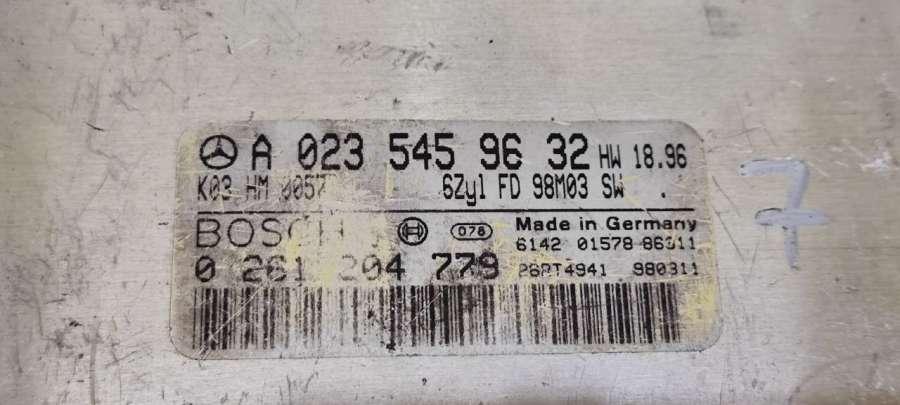 A 023 545 96 32 HW 18.96
K03 HM 0057 6Zyl FD 98M03 SW .
BOSCH 078 Made in Germany
6142 01578 86311
0 261 204 779 26RT4941 980311
7